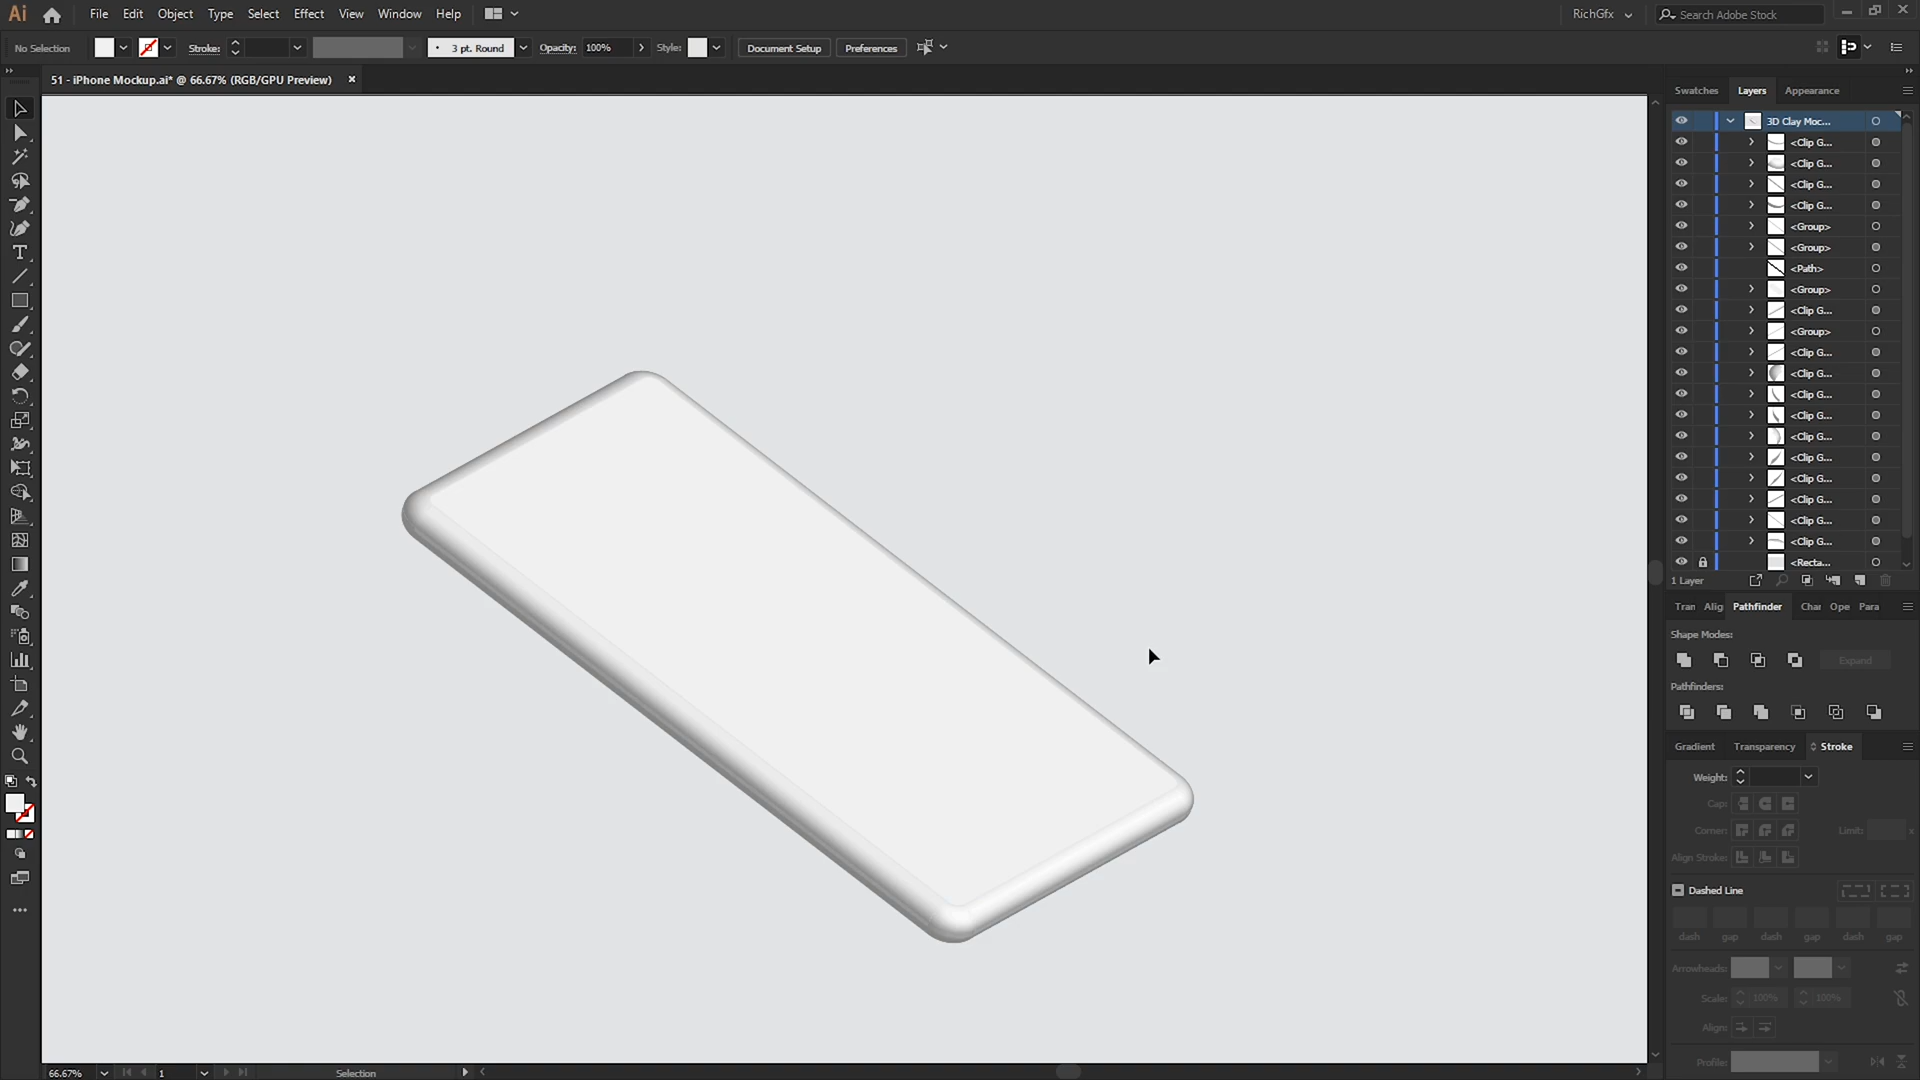 Ai File Edit Object Type Select Effect View Window Help RichGfx Search Adobe Stock
No Selection Stroke: 3 pt. Round Opacity: 100% Style: Document Setup Preferences
51 - iPhone Mockup.ai* @ 66.67% (RGB/GPU Preview)
Swatches Layers Appearance
3D Clay Moc...
<Clip G...
<Clip G...
<Clip G...
<Clip G...
<Group>
<Group>
<Path>
<Group>
<Clip G...
<Group>
<Clip G...
<Clip G...
<Clip G...
<Clip G...
<Clip G...
<Clip G...
<Clip G...
<Clip G...
<Clip G...
<Clip G...
<Recta...
1 Layer
Tran Alig Pathfinder Char Ope Para
Shape Modes:
Expand
Pathfinders:
Gradient Transparency Stroke
Weight:
Cap:
Corner: Limit: x
Align Stroke:
Dashed Line
dash gap dash gap dash gap
Arrowheads:
Scale: 100% 100%
Align:
Profile:
66.67% 1 Selection